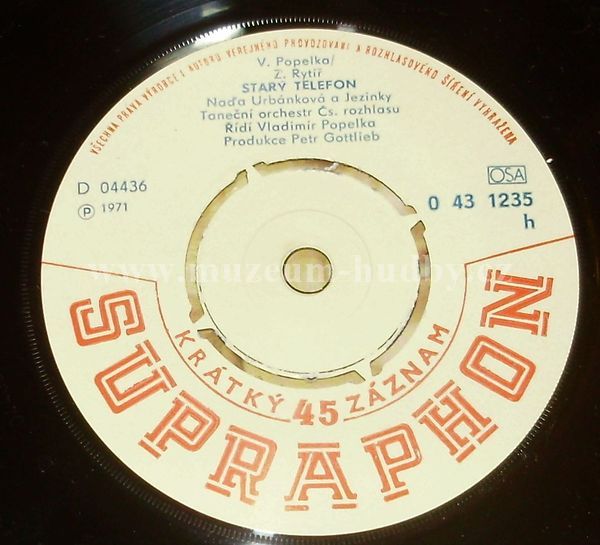 VŠECHNA PRÁVA VÝROBCE I AUTORŮ VEŘEJNÉHO PROVOZOVÁNÍ A ROZHLASOVÉHO ŠÍŘENÍ VYHRAŽENA
V. Popelka/
Z. Rytíř
STARÝ TELEFON
Naďa Urbánková a Jezinky
Taneční orchestr Čs. rozhlasu
Řídí Vladimír Popelka
Produkce Petr Gottlieb
D 04436
℗ 1971
OSA
0 43 1235
h
www.muzeum-hudby.cz
KRÁTKÝ 45 ZÁZNAM
SUPRAPHON